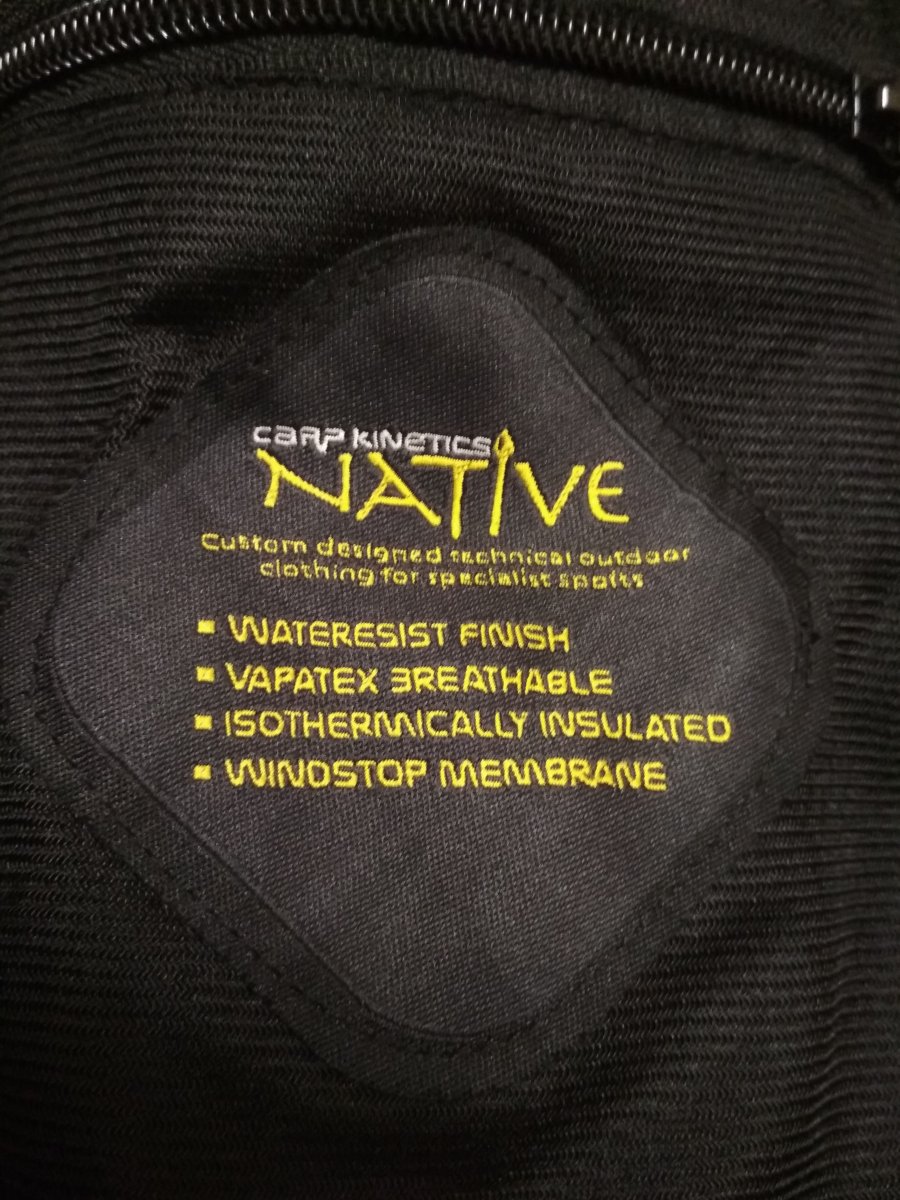 CARP KINETICS
NATIVE
Custom designed technical outdoor
clothing for specialist sports
▪ WATERESIST FINISH
▪ VAPATEX BREATHABLE
▪ ISOTHERMICALLY INSULATED
▪ WINDSTOP MEMBRANE